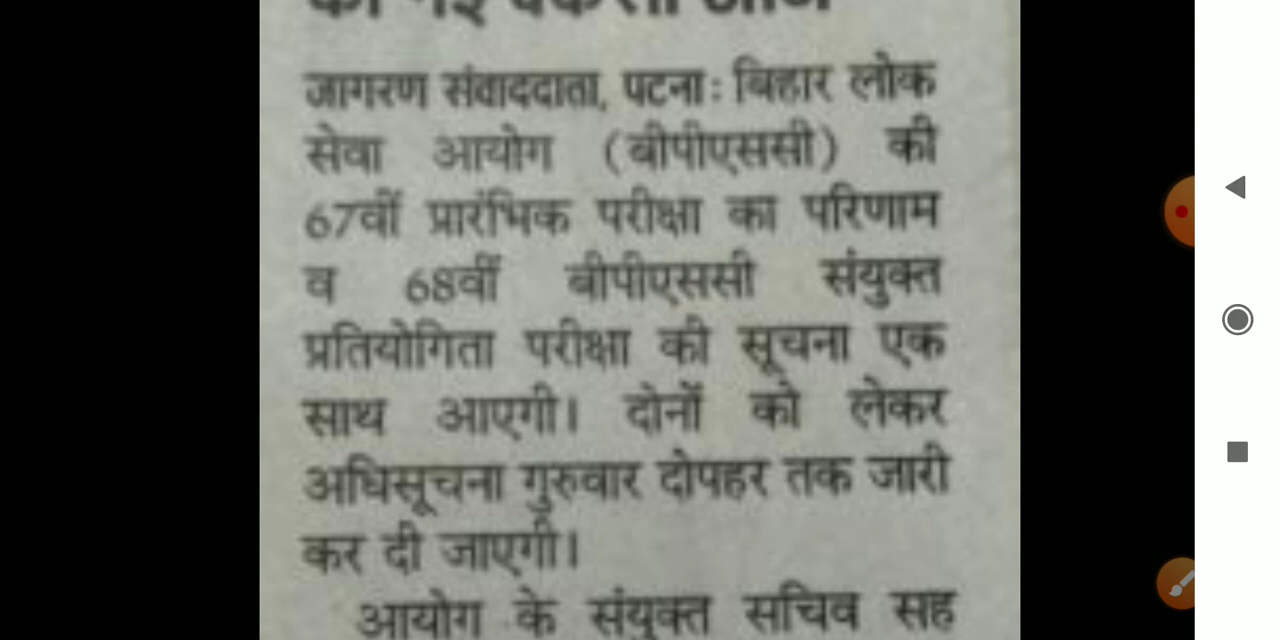 जागरण संवाददाता, पटना: बिहार लोक
सेवा आयोग (बीपीएससी) की
67वीं प्रारंभिक परीक्षा का परिणाम
व 68वीं बीपीएससी संयुक्त
प्रतियोगिता परीक्षा की सूचना एक
साथ आएगी। दोनों को लेकर
अधिसूचना गुरुवार दोपहर तक जारी
कर दी जाएगी।
आयोग के संयुक्त सचिव सह